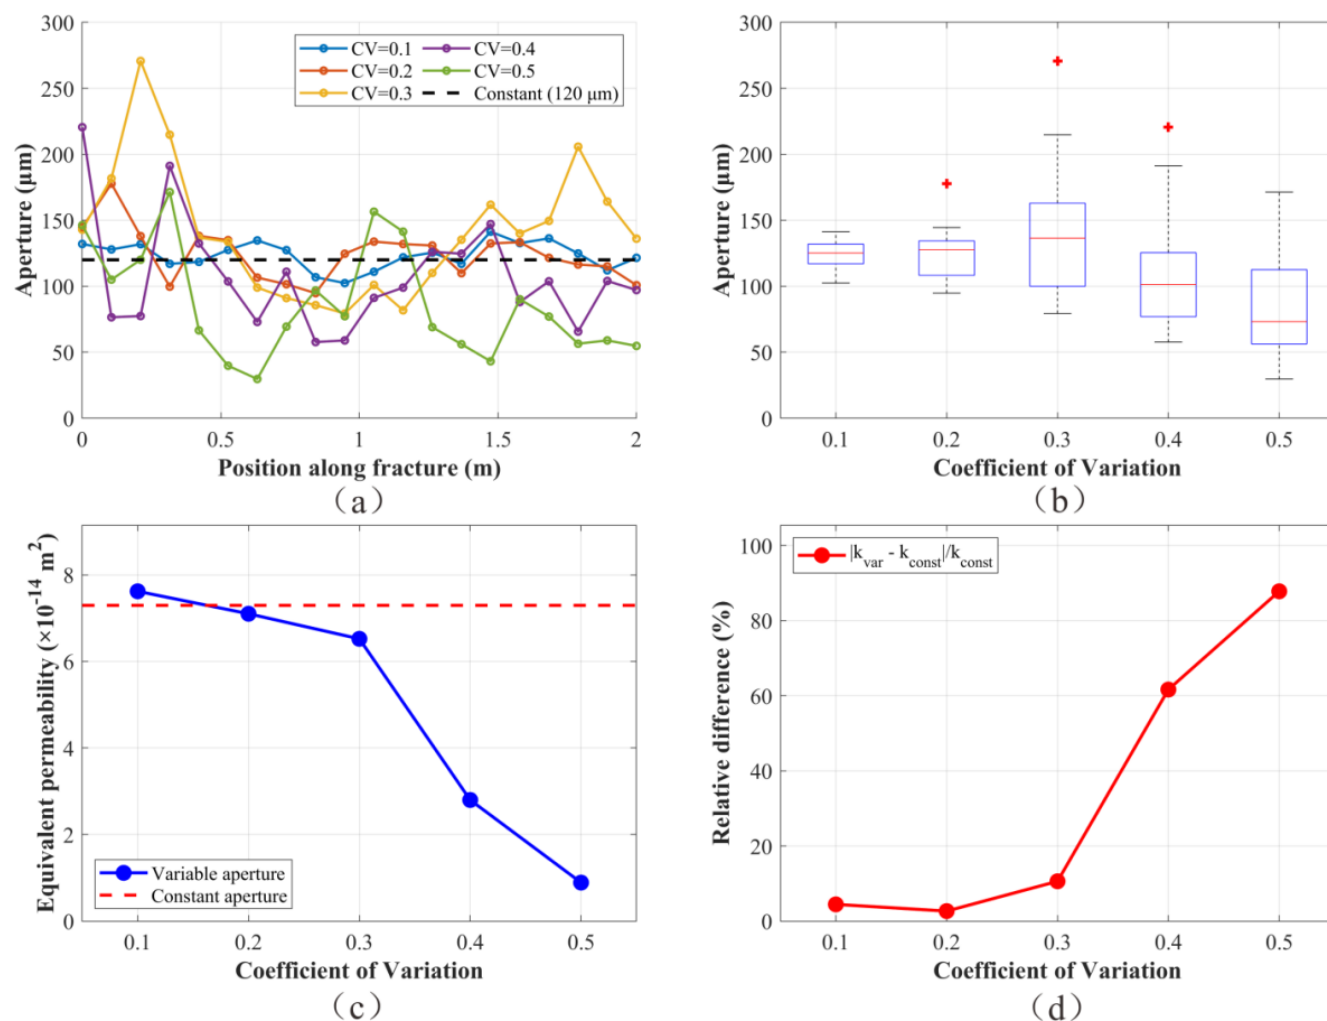 300
250
200
150
100
50
0
Aperture (μm)
CV=0.1
CV=0.2
CV=0.3
CV=0.4
CV=0.5
Constant (120 μm)
0 0.5 1 1.5 2
Position along fracture (m)
(a)
300
250
200
150
100
50
0
Aperture (μm)
0.1 0.2 0.3 0.4 0.5
Coefficient of Variation
(b)
8
6
4
2
0
Equivalent permeability (×10⁻¹⁴ m²)
Variable aperture
Constant aperture
0.1 0.2 0.3 0.4 0.5
Coefficient of Variation
(c)
100
80
60
40
20
0
Relative difference (%)
|k_var - k_const|/k_const
0.1 0.2 0.3 0.4 0.5
Coefficient of Variation
(d)